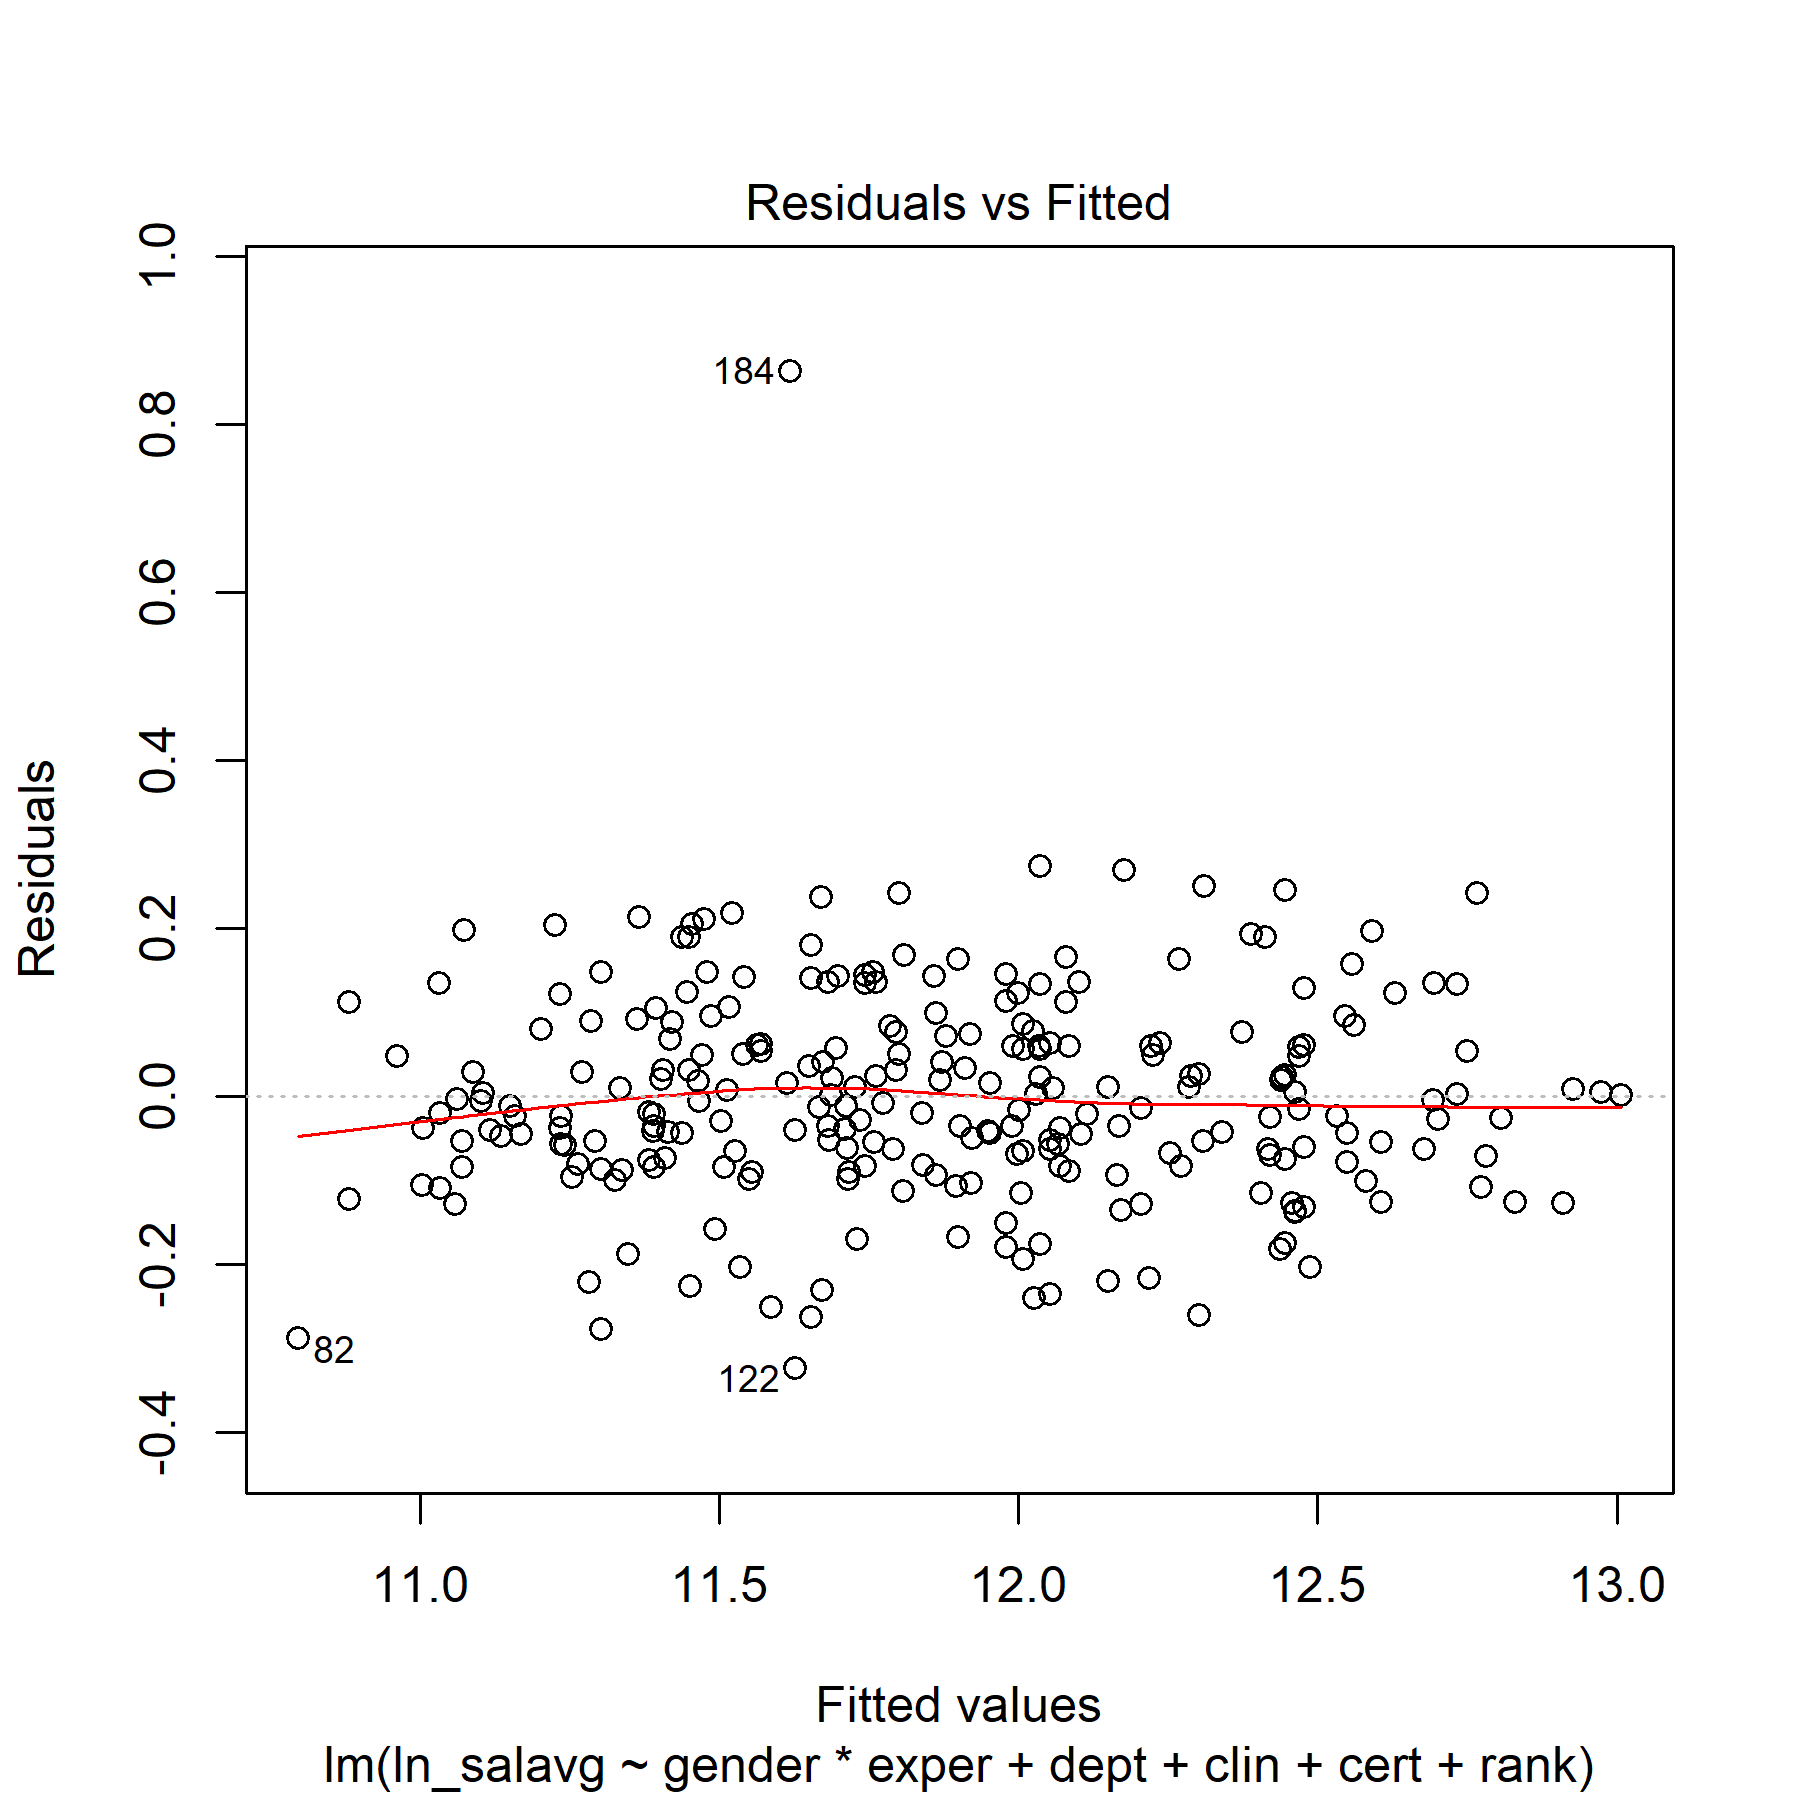 Residuals vs Fitted
1.0
0.8
0.6
0.4
0.2
0.0
-0.2
-0.4
Residuals
184
82
122
11.0 11.5 12.0 12.5 13.0
Fitted values
lm(ln_salavg ~ gender * exper + dept + clin + cert + rank)